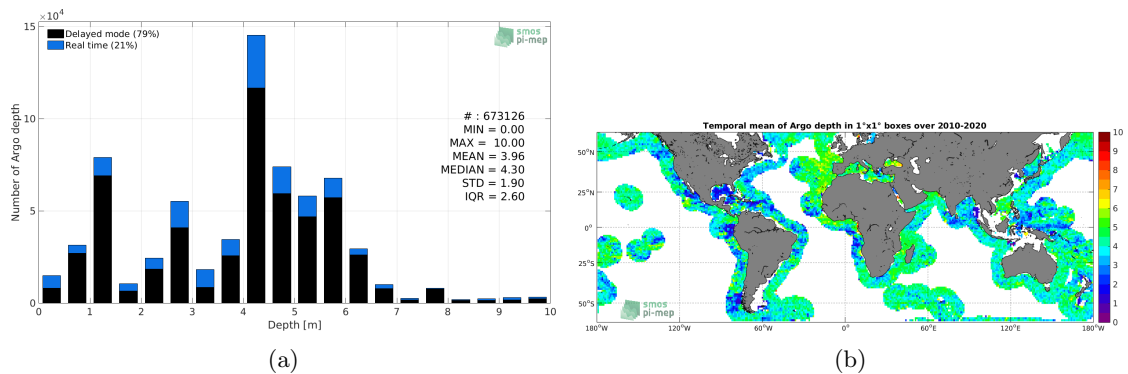 ×10⁴
15
10
5
0
Number of Argo depth
Delayed mode (79%)
Real time (21%)
smos
pi-mep
# : 673126
MIN = 0.00
MAX = 10.00
MEAN = 3.96
MEDIAN = 4.30
STD = 1.90
IQR = 2.60
0 1 2 3 4 5 6 7 8 9 10
Depth [m]
(a)
Temporal mean of Argo depth in 1°x1° boxes over 2010-2020
50°N
25°N
0°
25°S
50°S
180°W 120°W 60°W 0° 60°E 120°E 180°W
smos
pi-mep
10
9
8
7
6
5
4
3
2
1
0
(b)